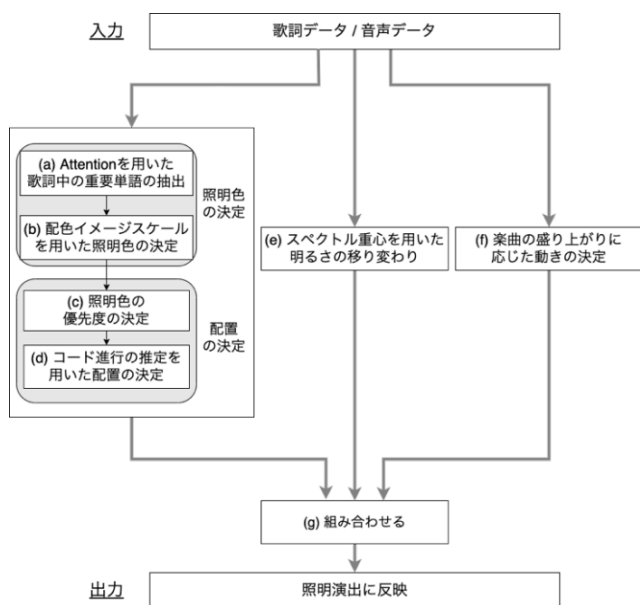 入力
歌詞データ / 音声データ
(a) Attentionを用いた
歌詞中の重要単語の抽出
照明色
の決定
(b) 配色イメージスケール
を用いた照明色の決定
(c) 照明色の
優先度の決定
配置
の決定
(d) コード進行の推定を
用いた配置の決定
(e) スペクトル重心を用いた
明るさの移り変わり
(f) 楽曲の盛り上がりに
応じた動きの決定
(g) 組み合わせる
出力
照明演出に反映